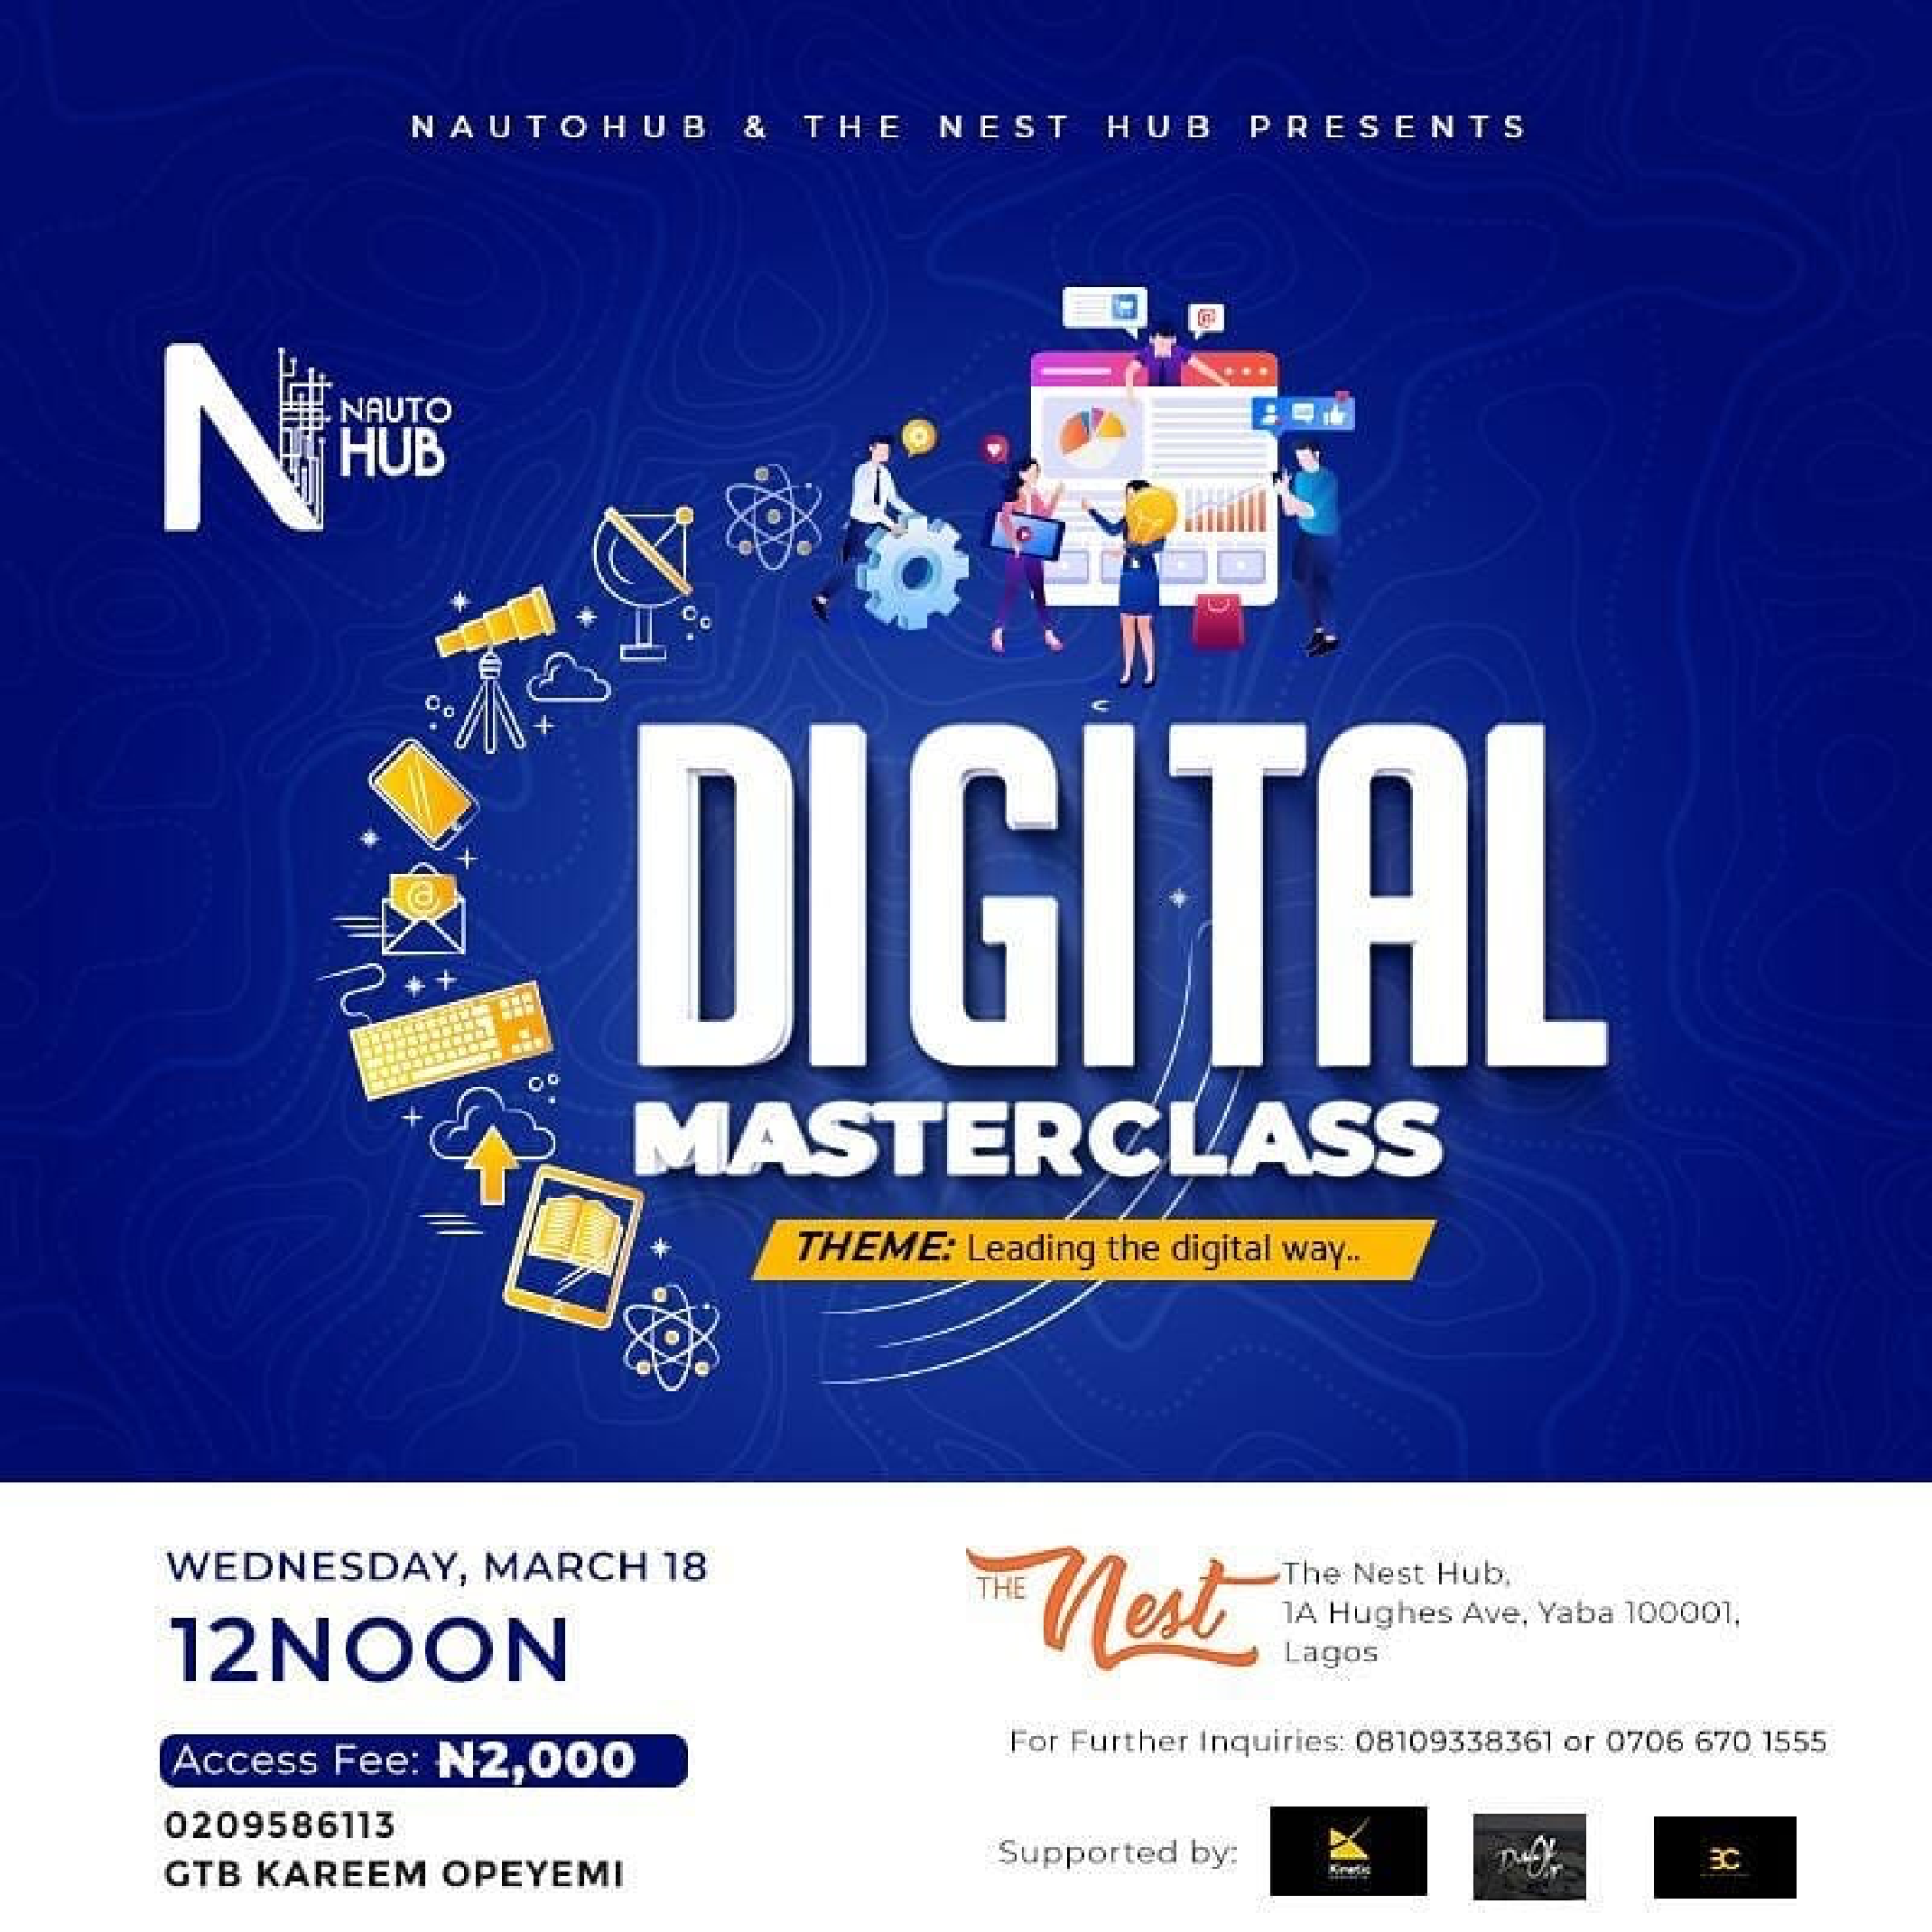 NAUTOHUB & THE NEST HUB PRESENTS
NAUTO
HUB
DIGITAL
MASTERCLASS
THEME: Leading the digital way..
WEDNESDAY, MARCH 18
12NOON
Access Fee: ₦2,000
0209586113
GTB KAREEM OPEYEMI
THE Nest
The Nest Hub,
1A Hughes Ave, Yaba 100001,
Lagos
For Further Inquiries: 08109338361 or 0706 670 1555
Supported by:
Kinetic